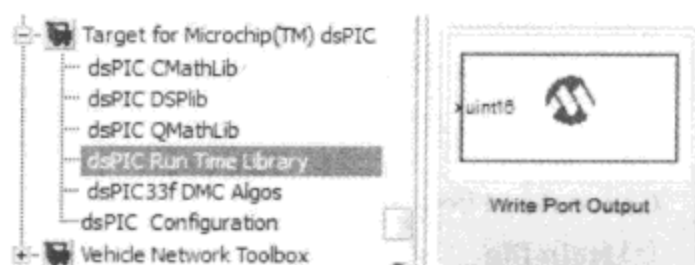 Target for Microchip(TM) dsPIC
dsPIC CMathLib
dsPIC DSPlib
dsPIC QMathLib
dsPIC Run Time Library
dsPIC33f DMC Algos
dsPIC Configuration
Vehicle Network Toolbox
uint16
Write Port Output